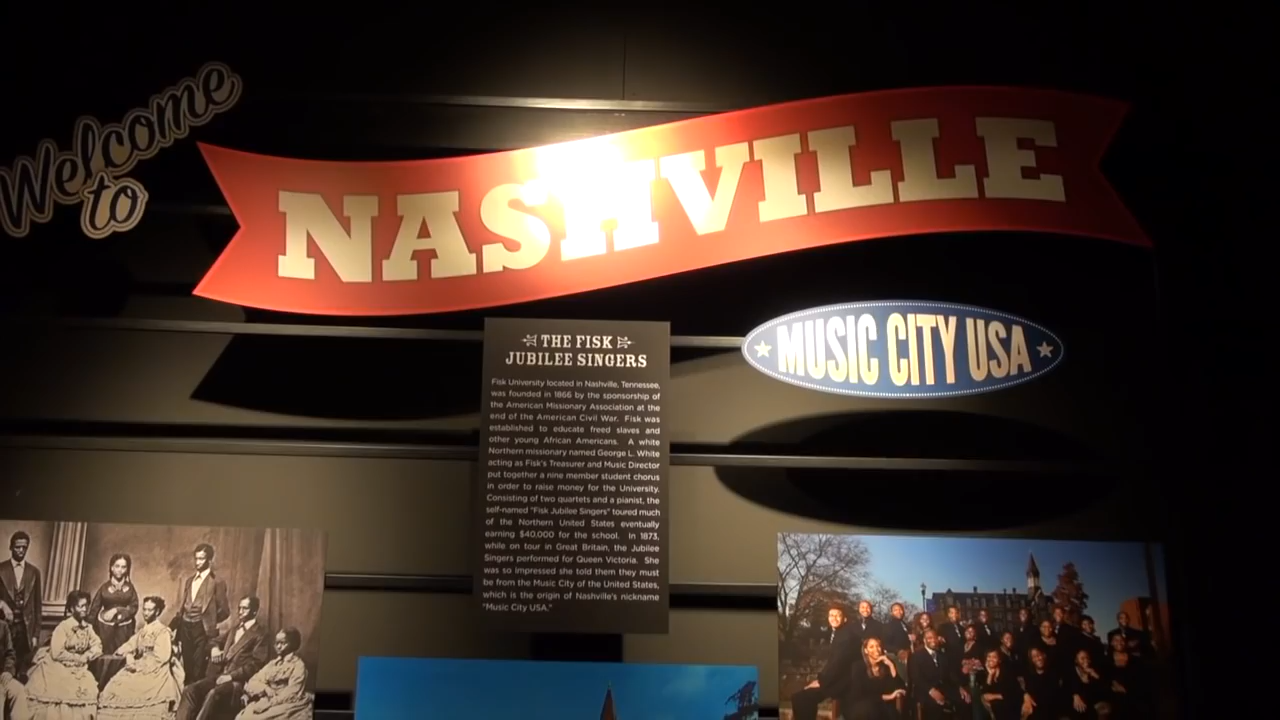 Welcome
to
NASHVILLE
MUSIC CITY USA
THE FISK
JUBILEE SINGERS
Fisk University located in Nashville, Tennessee,
was founded in 1866 by the sponsorship of
the American Missionary Association at the
end of the American Civil War. Fisk was
established to educate freed slaves and
other young African Americans. A white
Northern missionary named George L. White
acting as Fisk's Treasurer and Music Director
put together a nine member student chorus
in order to raise money for the University.
Consisting of two quartets and a pianist, the
self-named "Fisk Jubilee Singers" toured much
of the Northern United States eventually
earning $40,000 for the school. In 1873,
while on tour in Great Britain, the Jubilee
Singers performed for Queen Victoria. She
was so impressed she told them they must
be from the Music City of the United States,
which is the origin of Nashville's nickname
"Music City USA."